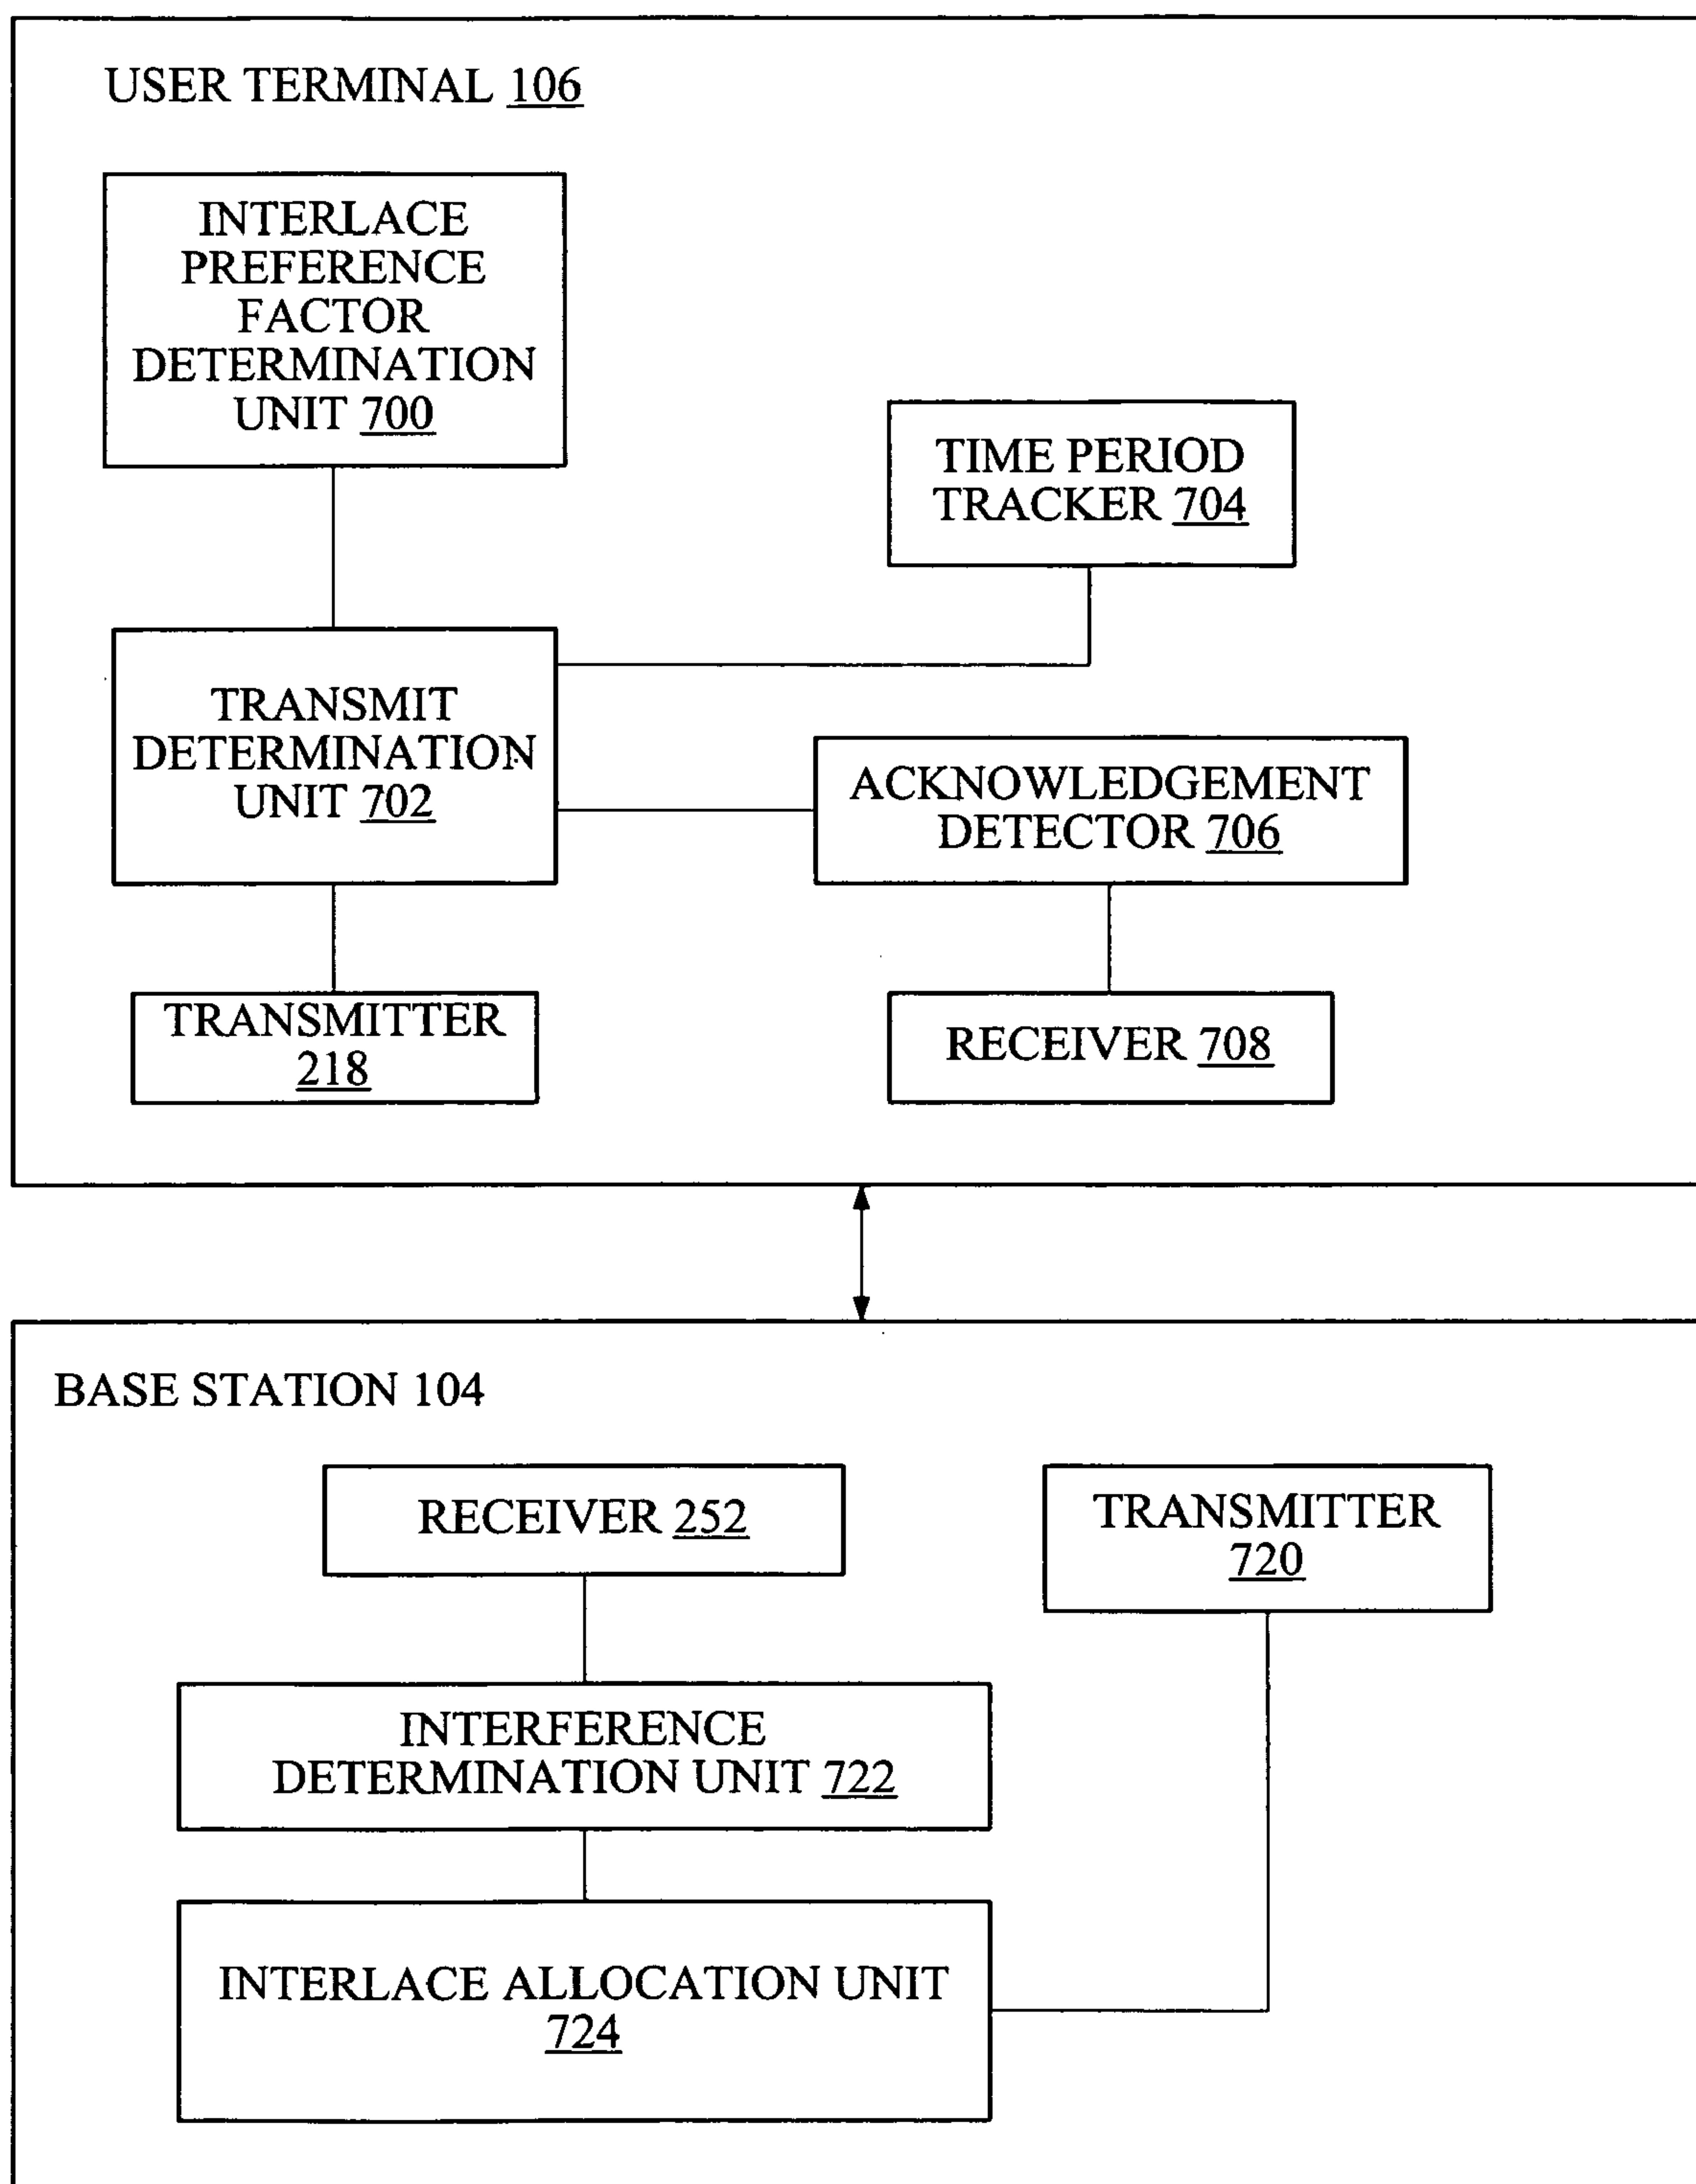 USER TERMINAL 106
INTERLACE
PREFERENCE
FACTOR
DETERMINATION
UNIT 700
TIME PERIOD
TRACKER 704
TRANSMIT
DETERMINATION
UNIT 702
ACKNOWLEDGEMENT
DETECTOR 706
TRANSMITTER
218
RECEIVER 708
BASE STATION 104
RECEIVER 252
TRANSMITTER
720
INTERFERENCE
DETERMINATION UNIT 722
INTERLACE ALLOCATION UNIT
724